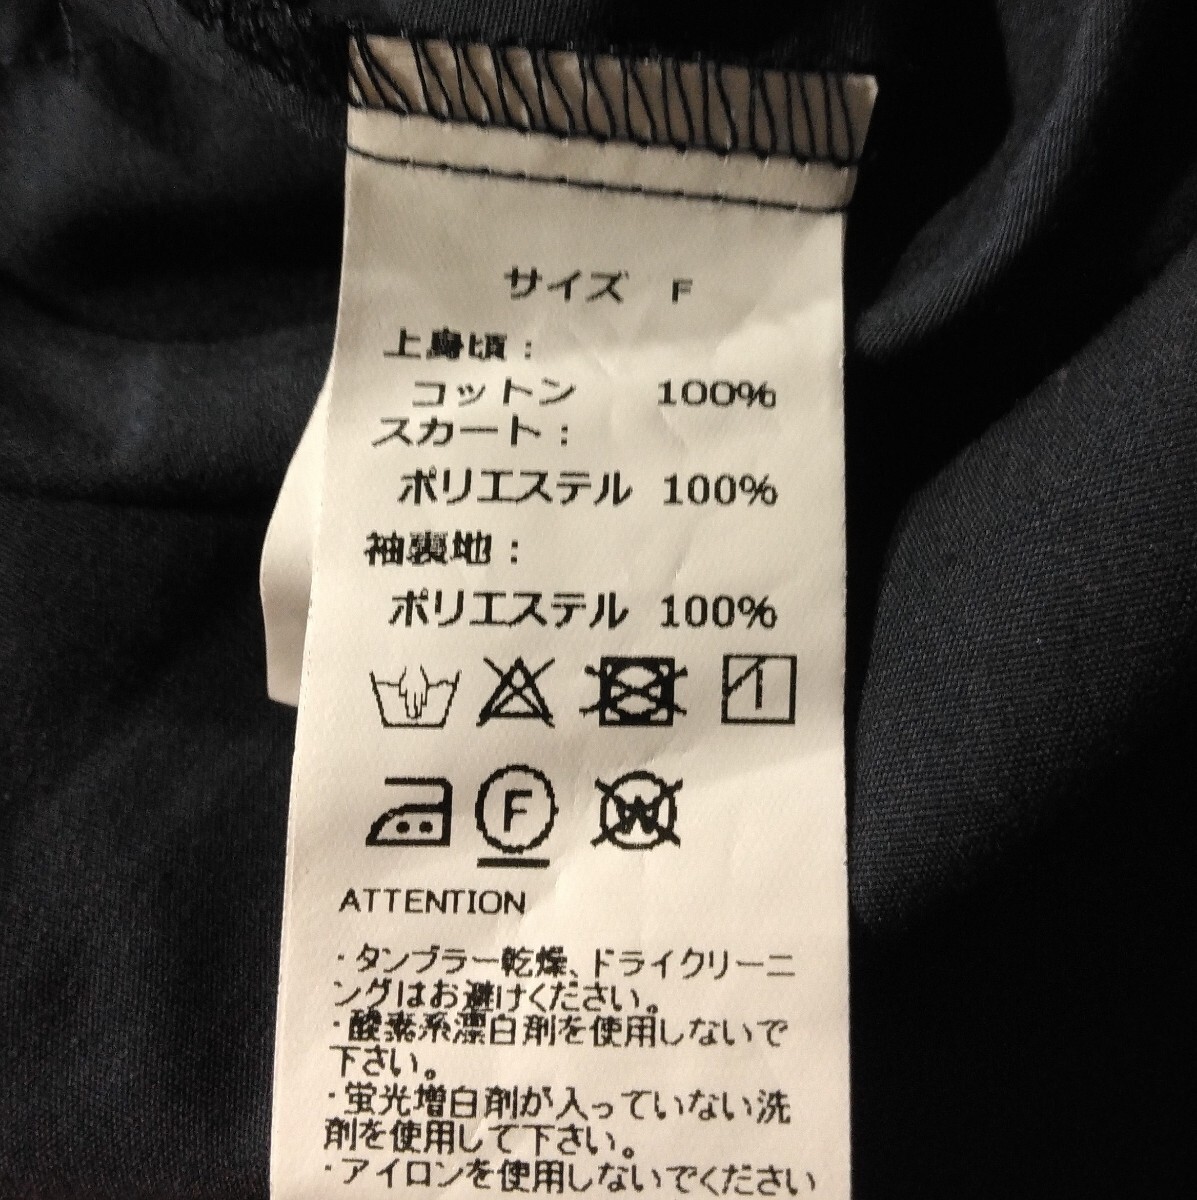 サイズ F
上身頃:
コットン 100%
スカート:
ポリエステル 100%
袖裏地:
ポリエステル 100%
F
W
ATTENTION
・タンブラー乾燥、ドライクリーニ
ングはお避けください。
・酸素系漂白剤を使用しないで
下さい。
・蛍光増白剤が入っていない洗
剤を使用して下さい。
・アイロンを使用しないでください